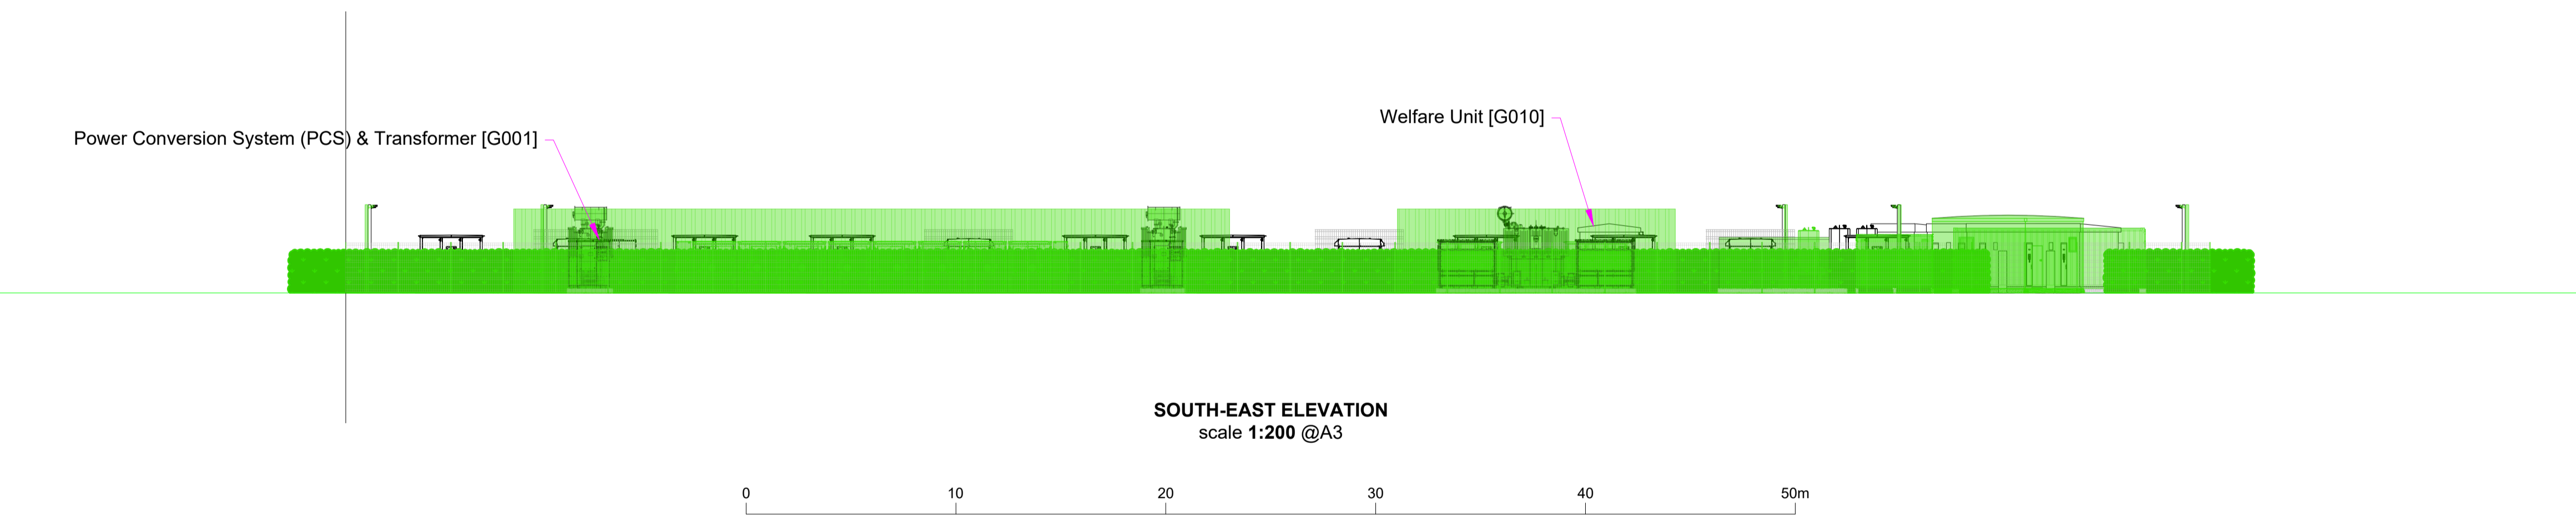 Welfare Unit [G010]
Power Conversion System (PCS) & Transformer [G001]
SOUTH-EAST ELEVATION
scale 1:200 @A3
0 10 20 30 40 50m